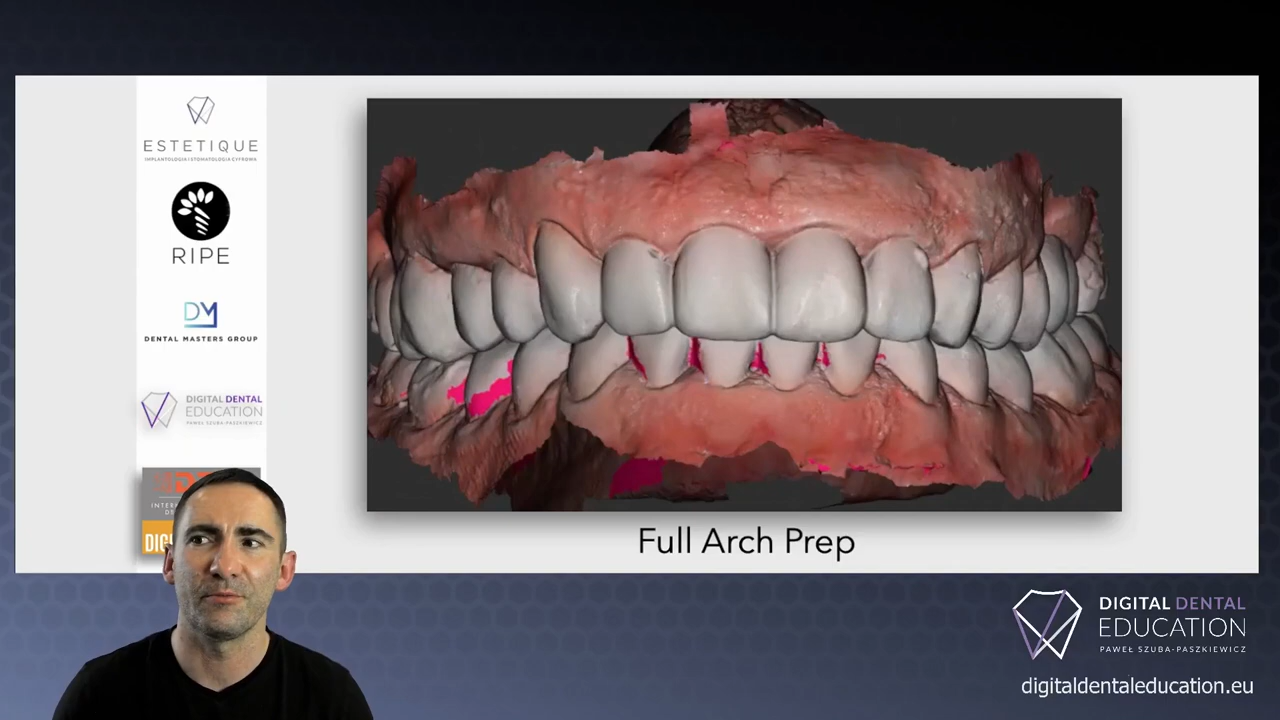 ESTETIQUE
IMPLANTOLOGIA I STOMATOLOGIA CYFROWA
RIPE
DM
DENTAL MASTERS GROUP
DIGITAL DENTAL
EDUCATION
PAWEŁ SZUBA-PASZKIEWICZ
Full Arch Prep
DIGITAL DENTAL
EDUCATION
PAWEŁ SZUBA-PASZKIEWICZ
digitaldentaleducation.eu